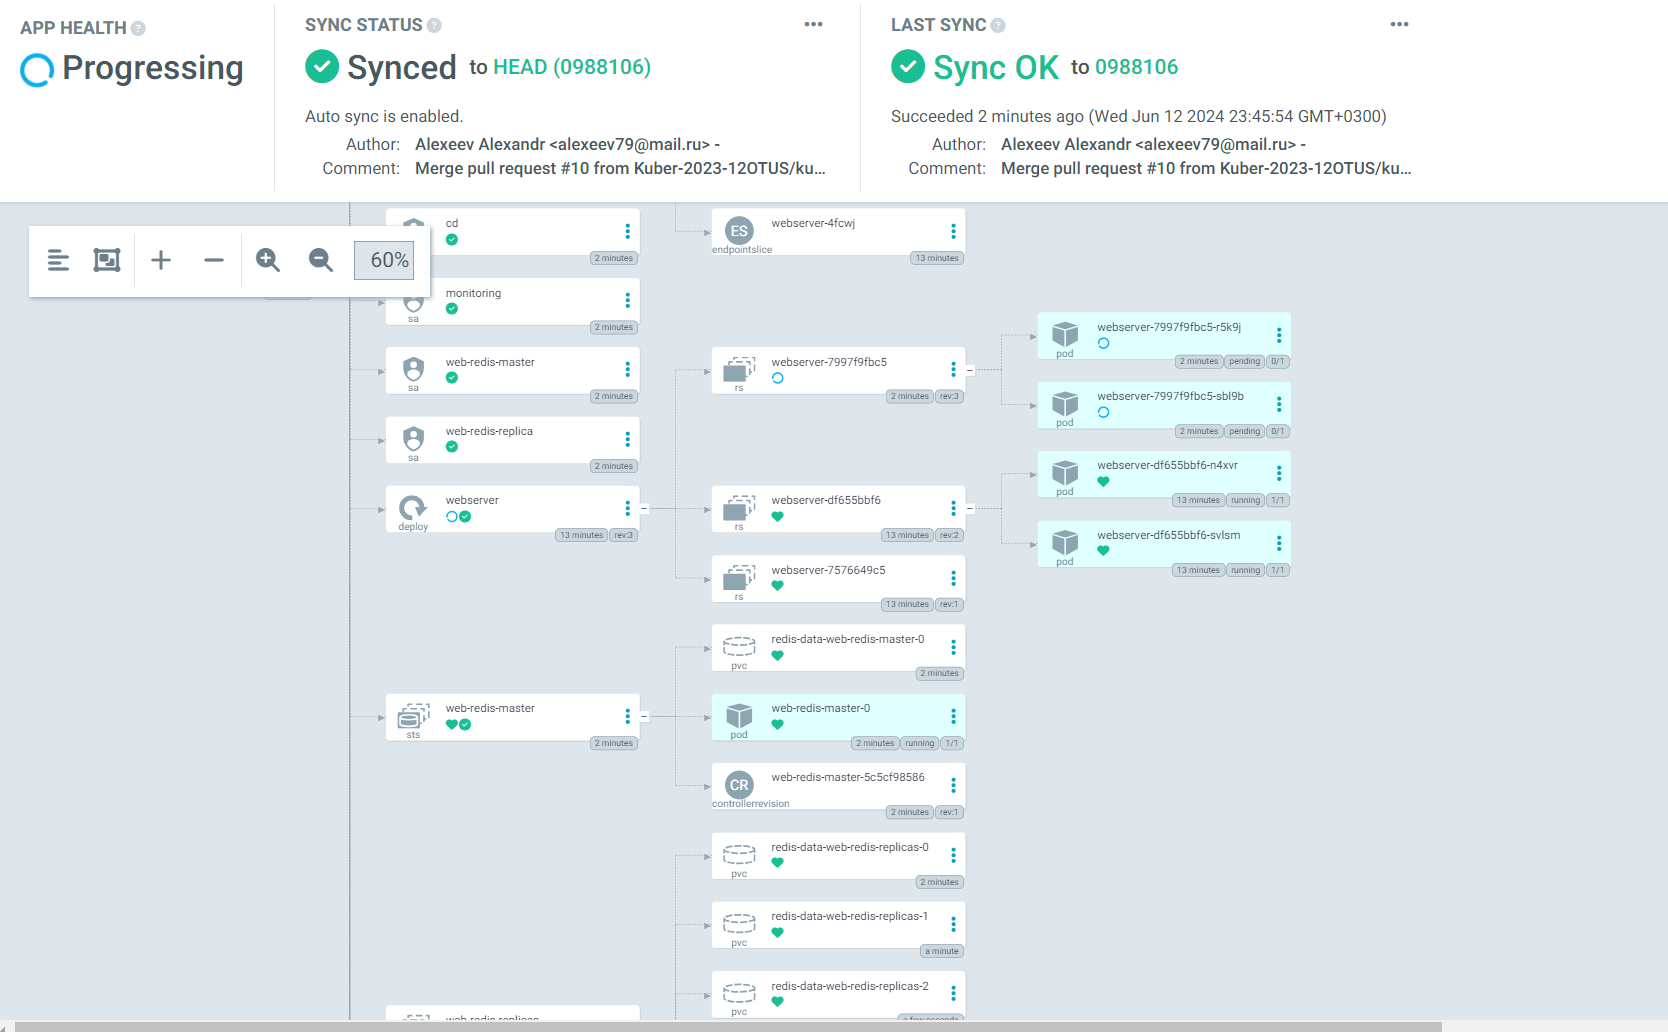 APP HEALTH
Progressing
SYNC STATUS
Synced to HEAD (0988106)
Auto sync is enabled.
Author: Alexeev Alexandr <alexeev79@mail.ru> -
Comment: Merge pull request #10 from Kuber-2023-12OTUS/ku...
LAST SYNC
Sync OK to 0988106
Succeeded 2 minutes ago (Wed Jun 12 2024 23:45:54 GMT+0300)
Author: Alexeev Alexandr <alexeev79@mail.ru> -
Comment: Merge pull request #10 from Kuber-2023-12OTUS/ku...
60%
cd
2 minutes
monitoring
sa
2 minutes
web-redis-master
sa
2 minutes
web-redis-replica
sa
2 minutes
webserver
deploy
13 minutes rev:3
web-redis-master
sts
2 minutes
web-redis-replicas
ES
webserver-4fcwj
endpointslice
13 minutes
webserver-7997f9fbc5
rs
2 minutes rev:3
webserver-df655bbf6
rs
13 minutes rev:2
webserver-7576649c5
rs
13 minutes rev:1
redis-data-web-redis-master-0
pvc
2 minutes
web-redis-master-0
pod
2 minutes running 1/1
CR
web-redis-master-5c5cf98586
controllerrevision
2 minutes rev:1
redis-data-web-redis-replicas-0
pvc
2 minutes
redis-data-web-redis-replicas-1
pvc
a minute
redis-data-web-redis-replicas-2
pvc
a few seconds
webserver-7997f9fbc5-r5k9j
pod
2 minutes pending 0/1
webserver-7997f9fbc5-sbl9b
pod
2 minutes pending 0/1
webserver-df655bbf6-n4xvr
pod
13 minutes running 1/1
webserver-df655bbf6-svlsm
pod
13 minutes running 1/1